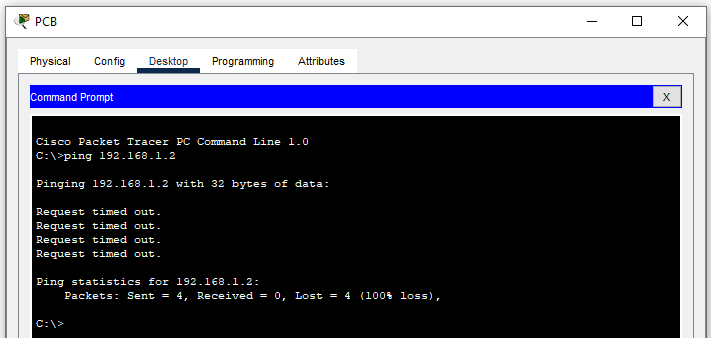 PCB
Physical Config Desktop Programming Attributes
Command Prompt X
Cisco Packet Tracer PC Command Line 1.0
C:\>ping 192.168.1.2
Pinging 192.168.1.2 with 32 bytes of data:
Request timed out.
Request timed out.
Request timed out.
Request timed out.
Ping statistics for 192.168.1.2:
Packets: Sent = 4, Received = 0, Lost = 4 (100% loss),
C:\>